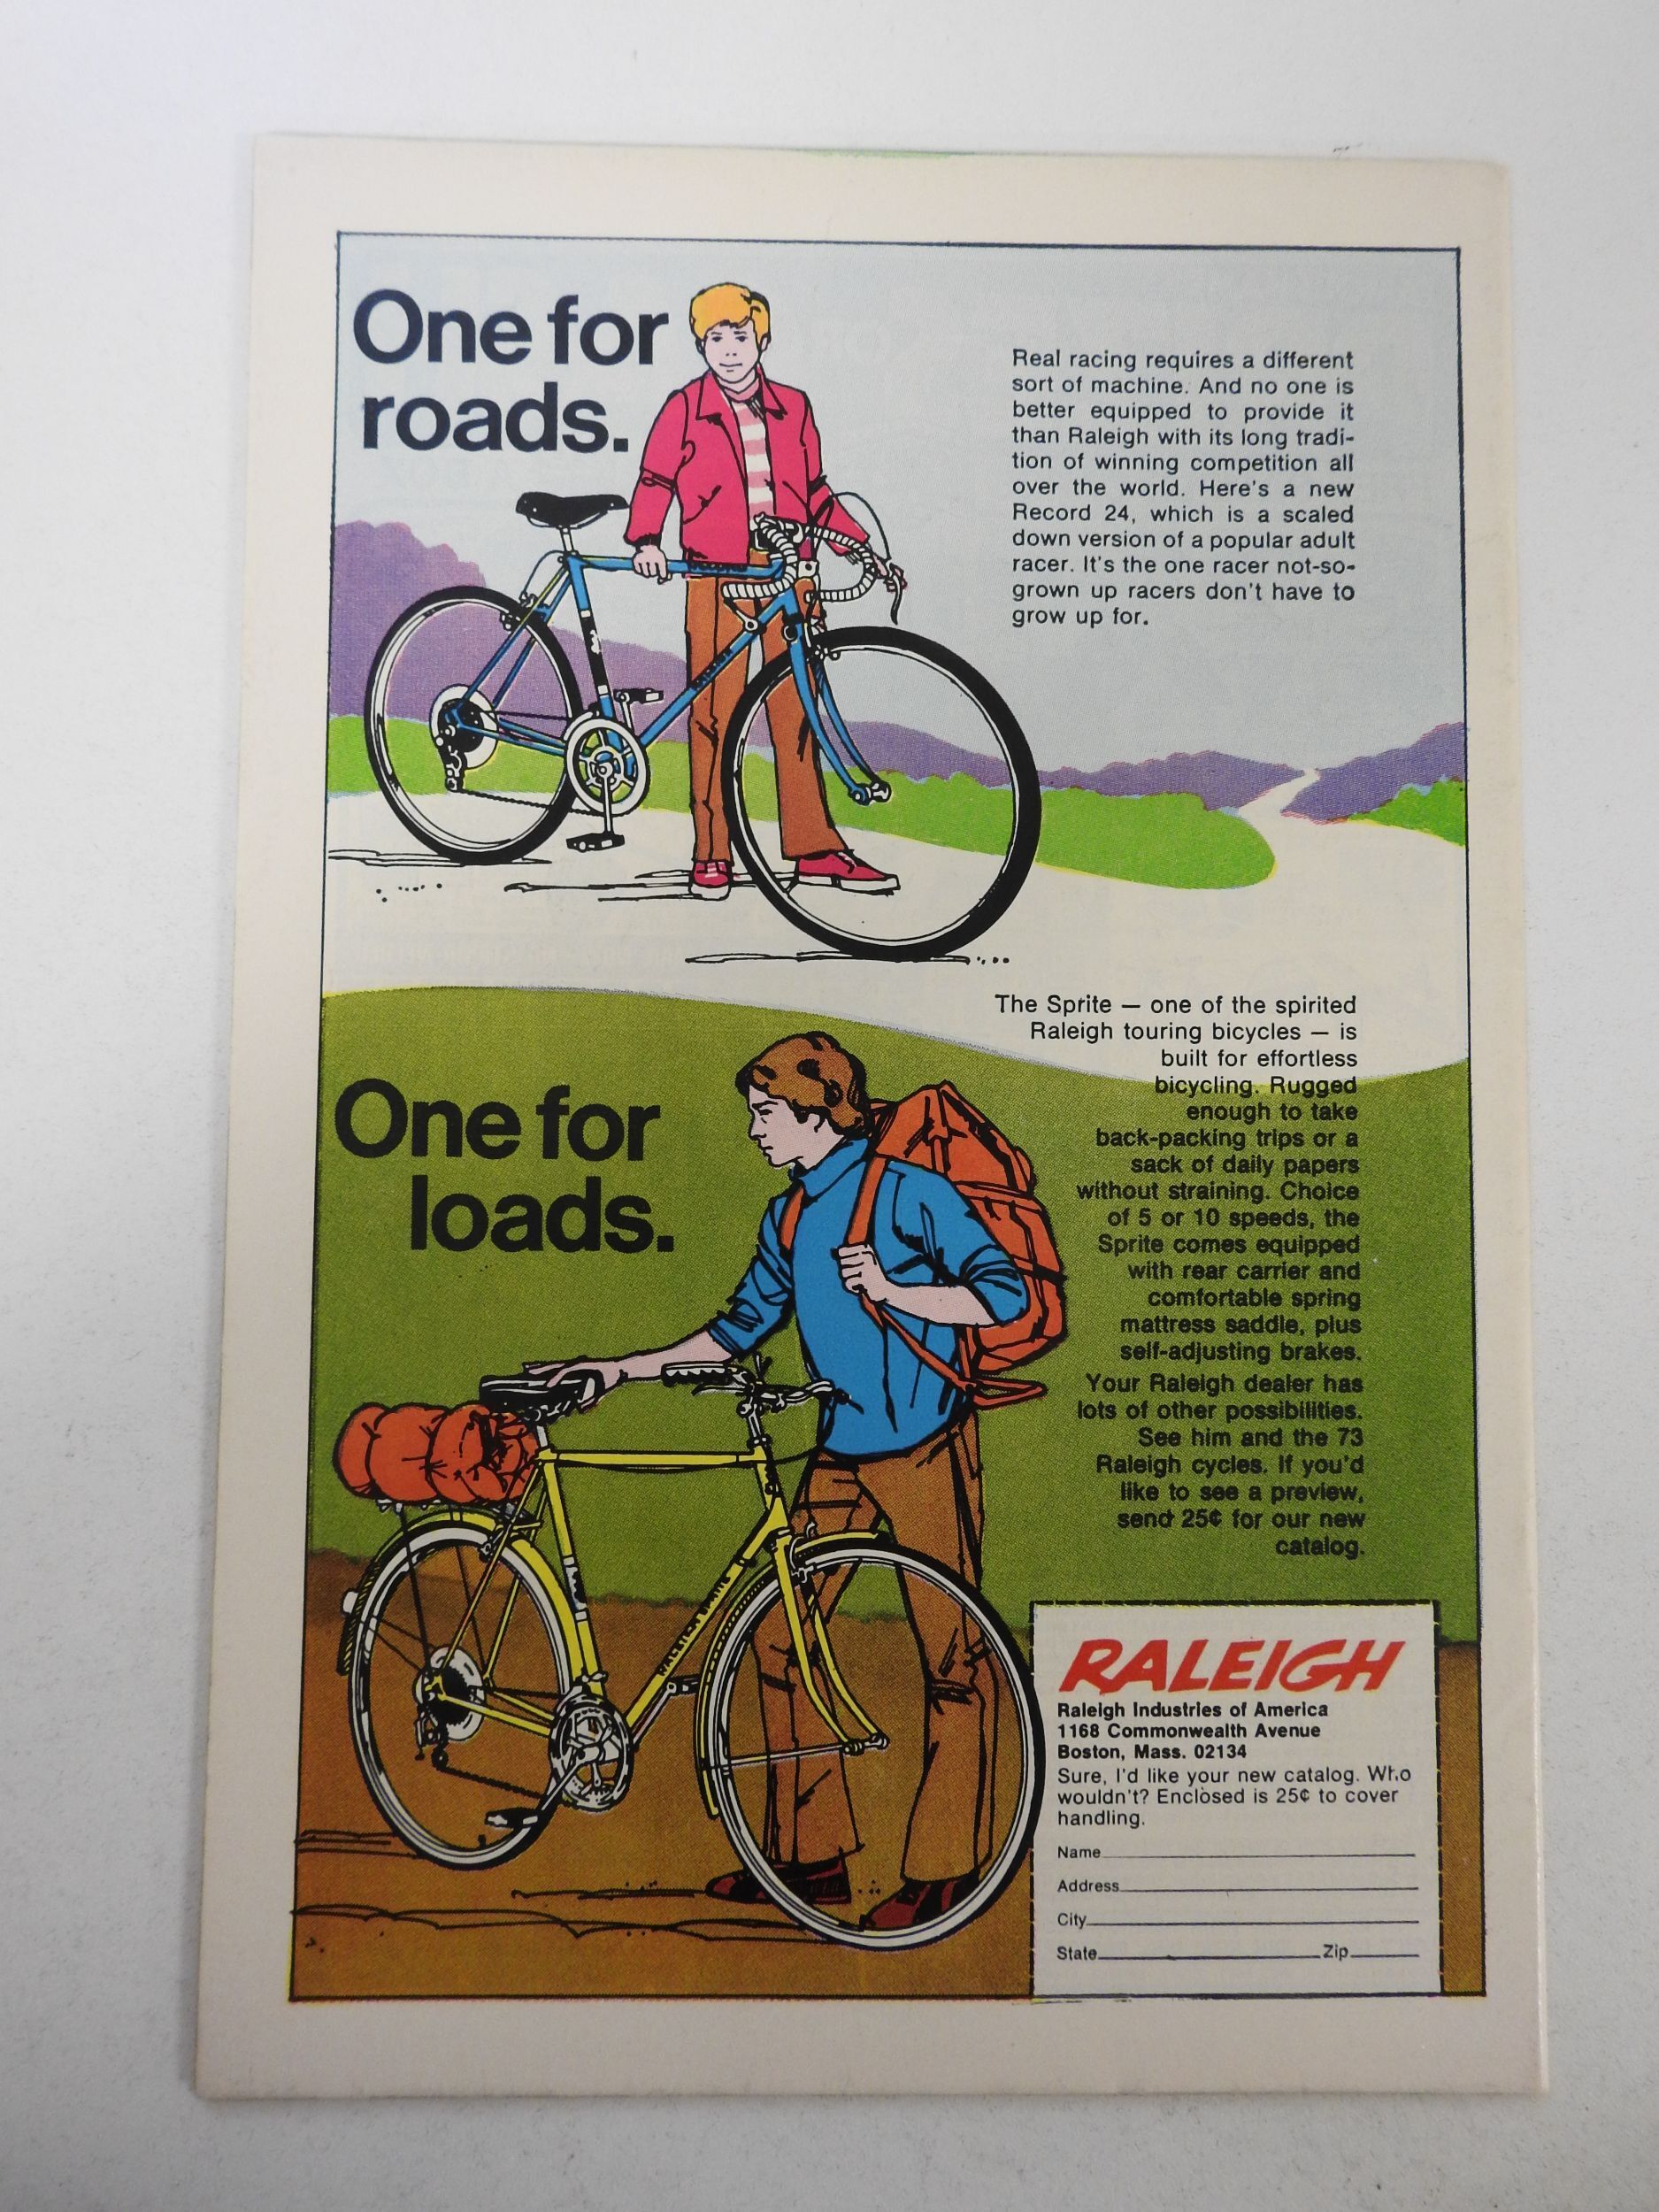 One for
roads.
Real racing requires a different
sort of machine. And no one is
better equipped to provide it
than Raleigh with its long tradi-
tion of winning competition all
over the world. Here's a new
Record 24, which is a scaled
down version of a popular adult
racer. It's the one racer not-so-
grown up racers don't have to
grow up for.
RALEIGH
One for
loads.
The Sprite — one of the spirited
Raleigh touring bicycles — is
built for effortless
bicycling. Rugged
enough to take
back-packing trips or a
sack of daily papers
without straining. Choice
of 5 or 10 speeds, the
Sprite comes equipped
with rear carrier and
comfortable spring
mattress saddle, plus
self-adjusting brakes.
Your Raleigh dealer has
lots of other possibilities.
See him and the 73
Raleigh cycles. If you'd
like to see a preview,
send 25¢ for our new
catalog.
RALEIGH SPRITE
RALEIGH
Raleigh Industries of America
1168 Commonwealth Avenue
Boston, Mass. 02134
Sure, I'd like your new catalog. Who
wouldn't? Enclosed is 25¢ to cover
handling.
Name
Address
City
State Zip